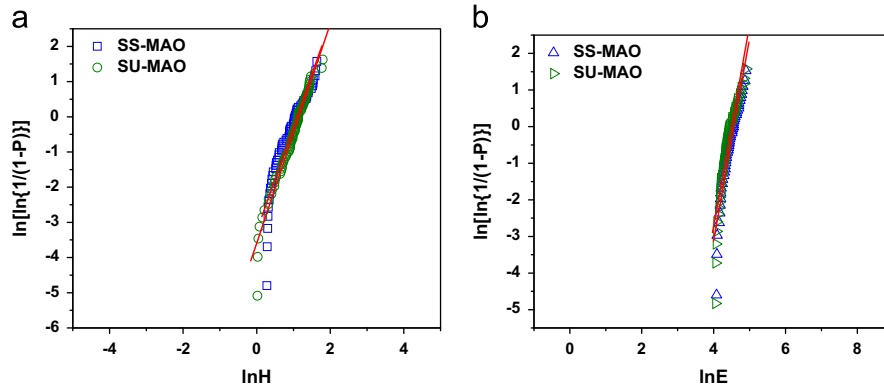 a
SS-MAO
SU-MAO
ln[ln{1/(1-P)}]
2
1
0
-1
-2
-3
-4
-5
-6
-4 -2 0 2 4
lnH
b
SS-MAO
SU-MAO
ln[ln{1/(1-P)}]
2
1
0
-1
-2
-3
-4
-5
0 2 4 6 8
lnE